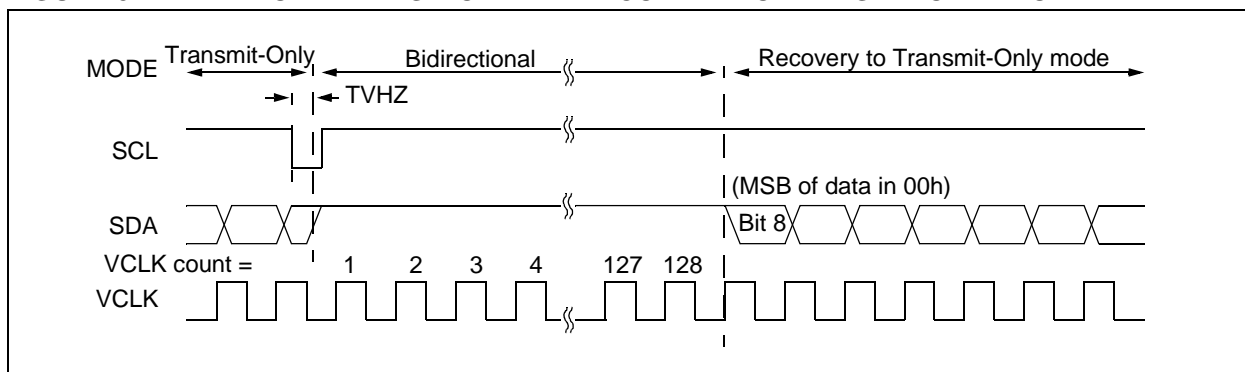 Transmit-Only
Bidirectional
Recovery to Transmit-Only mode
MODE
TVHZ
SCL
(MSB of data in 00h)
SDA
Bit 8
VCLK count =
1 2 3 4 127 128
VCLK